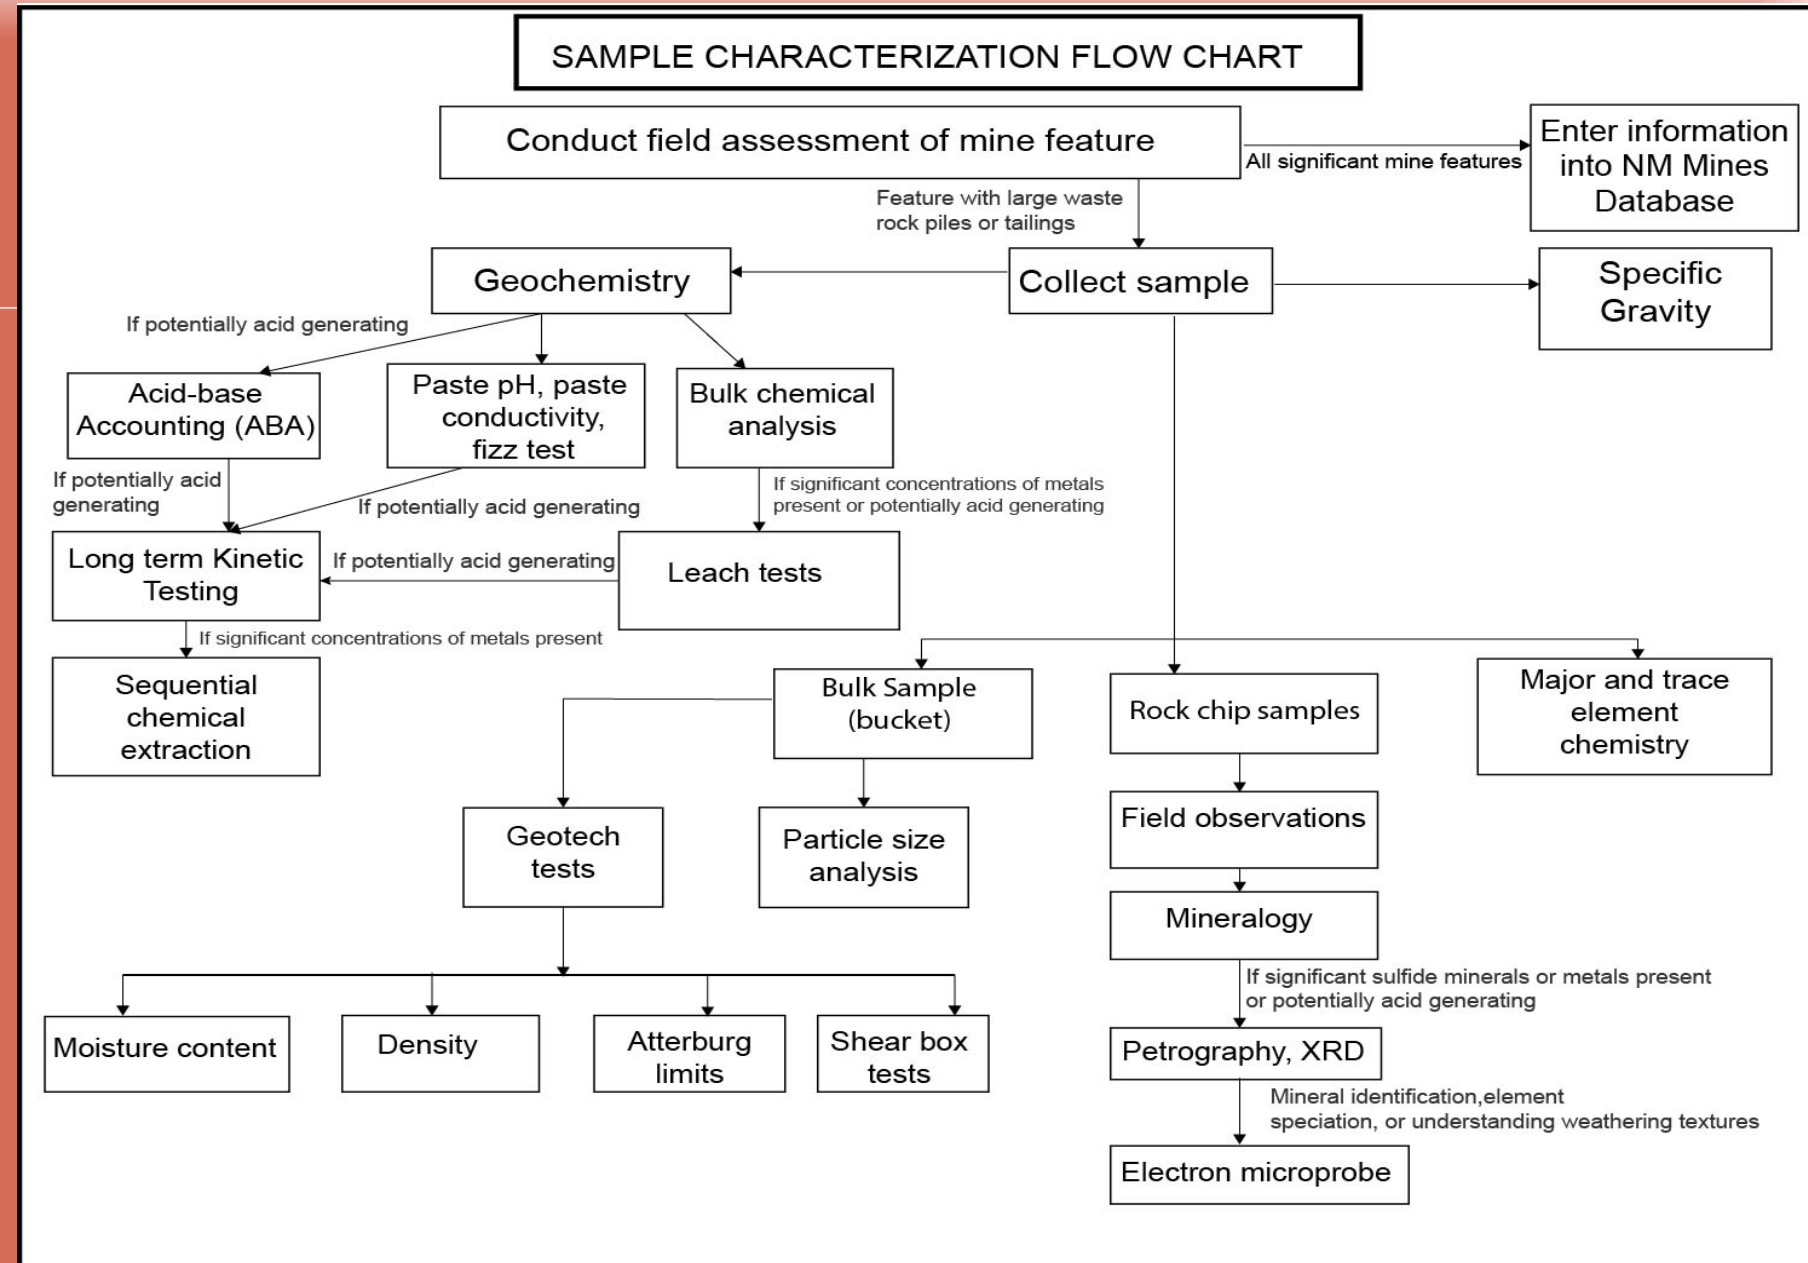 SAMPLE CHARACTERIZATION FLOW CHART
Conduct field assessment of mine feature
All significant mine features
Enter information
into NM Mines
Database
Feature with large waste
rock piles or tailings
Geochemistry
Collect sample
Specific
Gravity
If potentially acid generating
Acid-base
Accounting (ABA)
Paste pH, paste
conductivity,
fizz test
Bulk chemical
analysis
If potentially acid
generating
If potentially acid generating
If significant concentrations of metals
present or potentially acid generating
Long term Kinetic
Testing
If potentially acid generating
Leach tests
If significant concentrations of metals present
Sequential
chemical
extraction
Bulk Sample
(bucket)
Rock chip samples
Major and trace
element
chemistry
Geotech
tests
Particle size
analysis
Field observations
Mineralogy
If significant sulfide minerals or metals present
or potentially acid generating
Moisture content
Density
Atterburg
limits
Shear box
tests
Petrography, XRD
Mineral identification,element
speciation, or understanding weathering textures
Electron microprobe